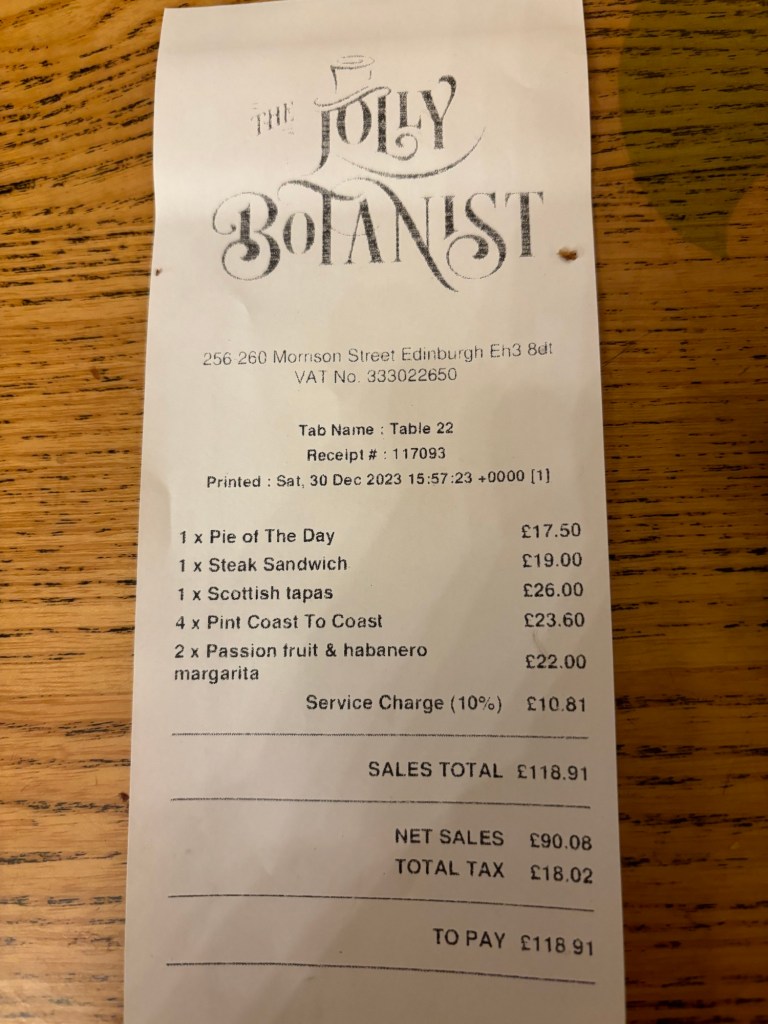 THE JOLLY
BOTANIST
256-260 Morrison Street Edinburgh Eh3 8dt
VAT No. 333022650
Tab Name : Table 22
Receipt # : 117093
Printed : Sat, 30 Dec 2023 15:57:23 +0000 [1]
1 x Pie of The Day £17.50
1 x Steak Sandwich £19.00
1 x Scottish tapas £26.00
4 x Pint Coast To Coast £23.60
2 x Passion fruit & habanero
margarita £22.00
Service Charge (10%) £10.81
SALES TOTAL £118.91
NET SALES £90.08
TOTAL TAX £18.02
TO PAY £118.91